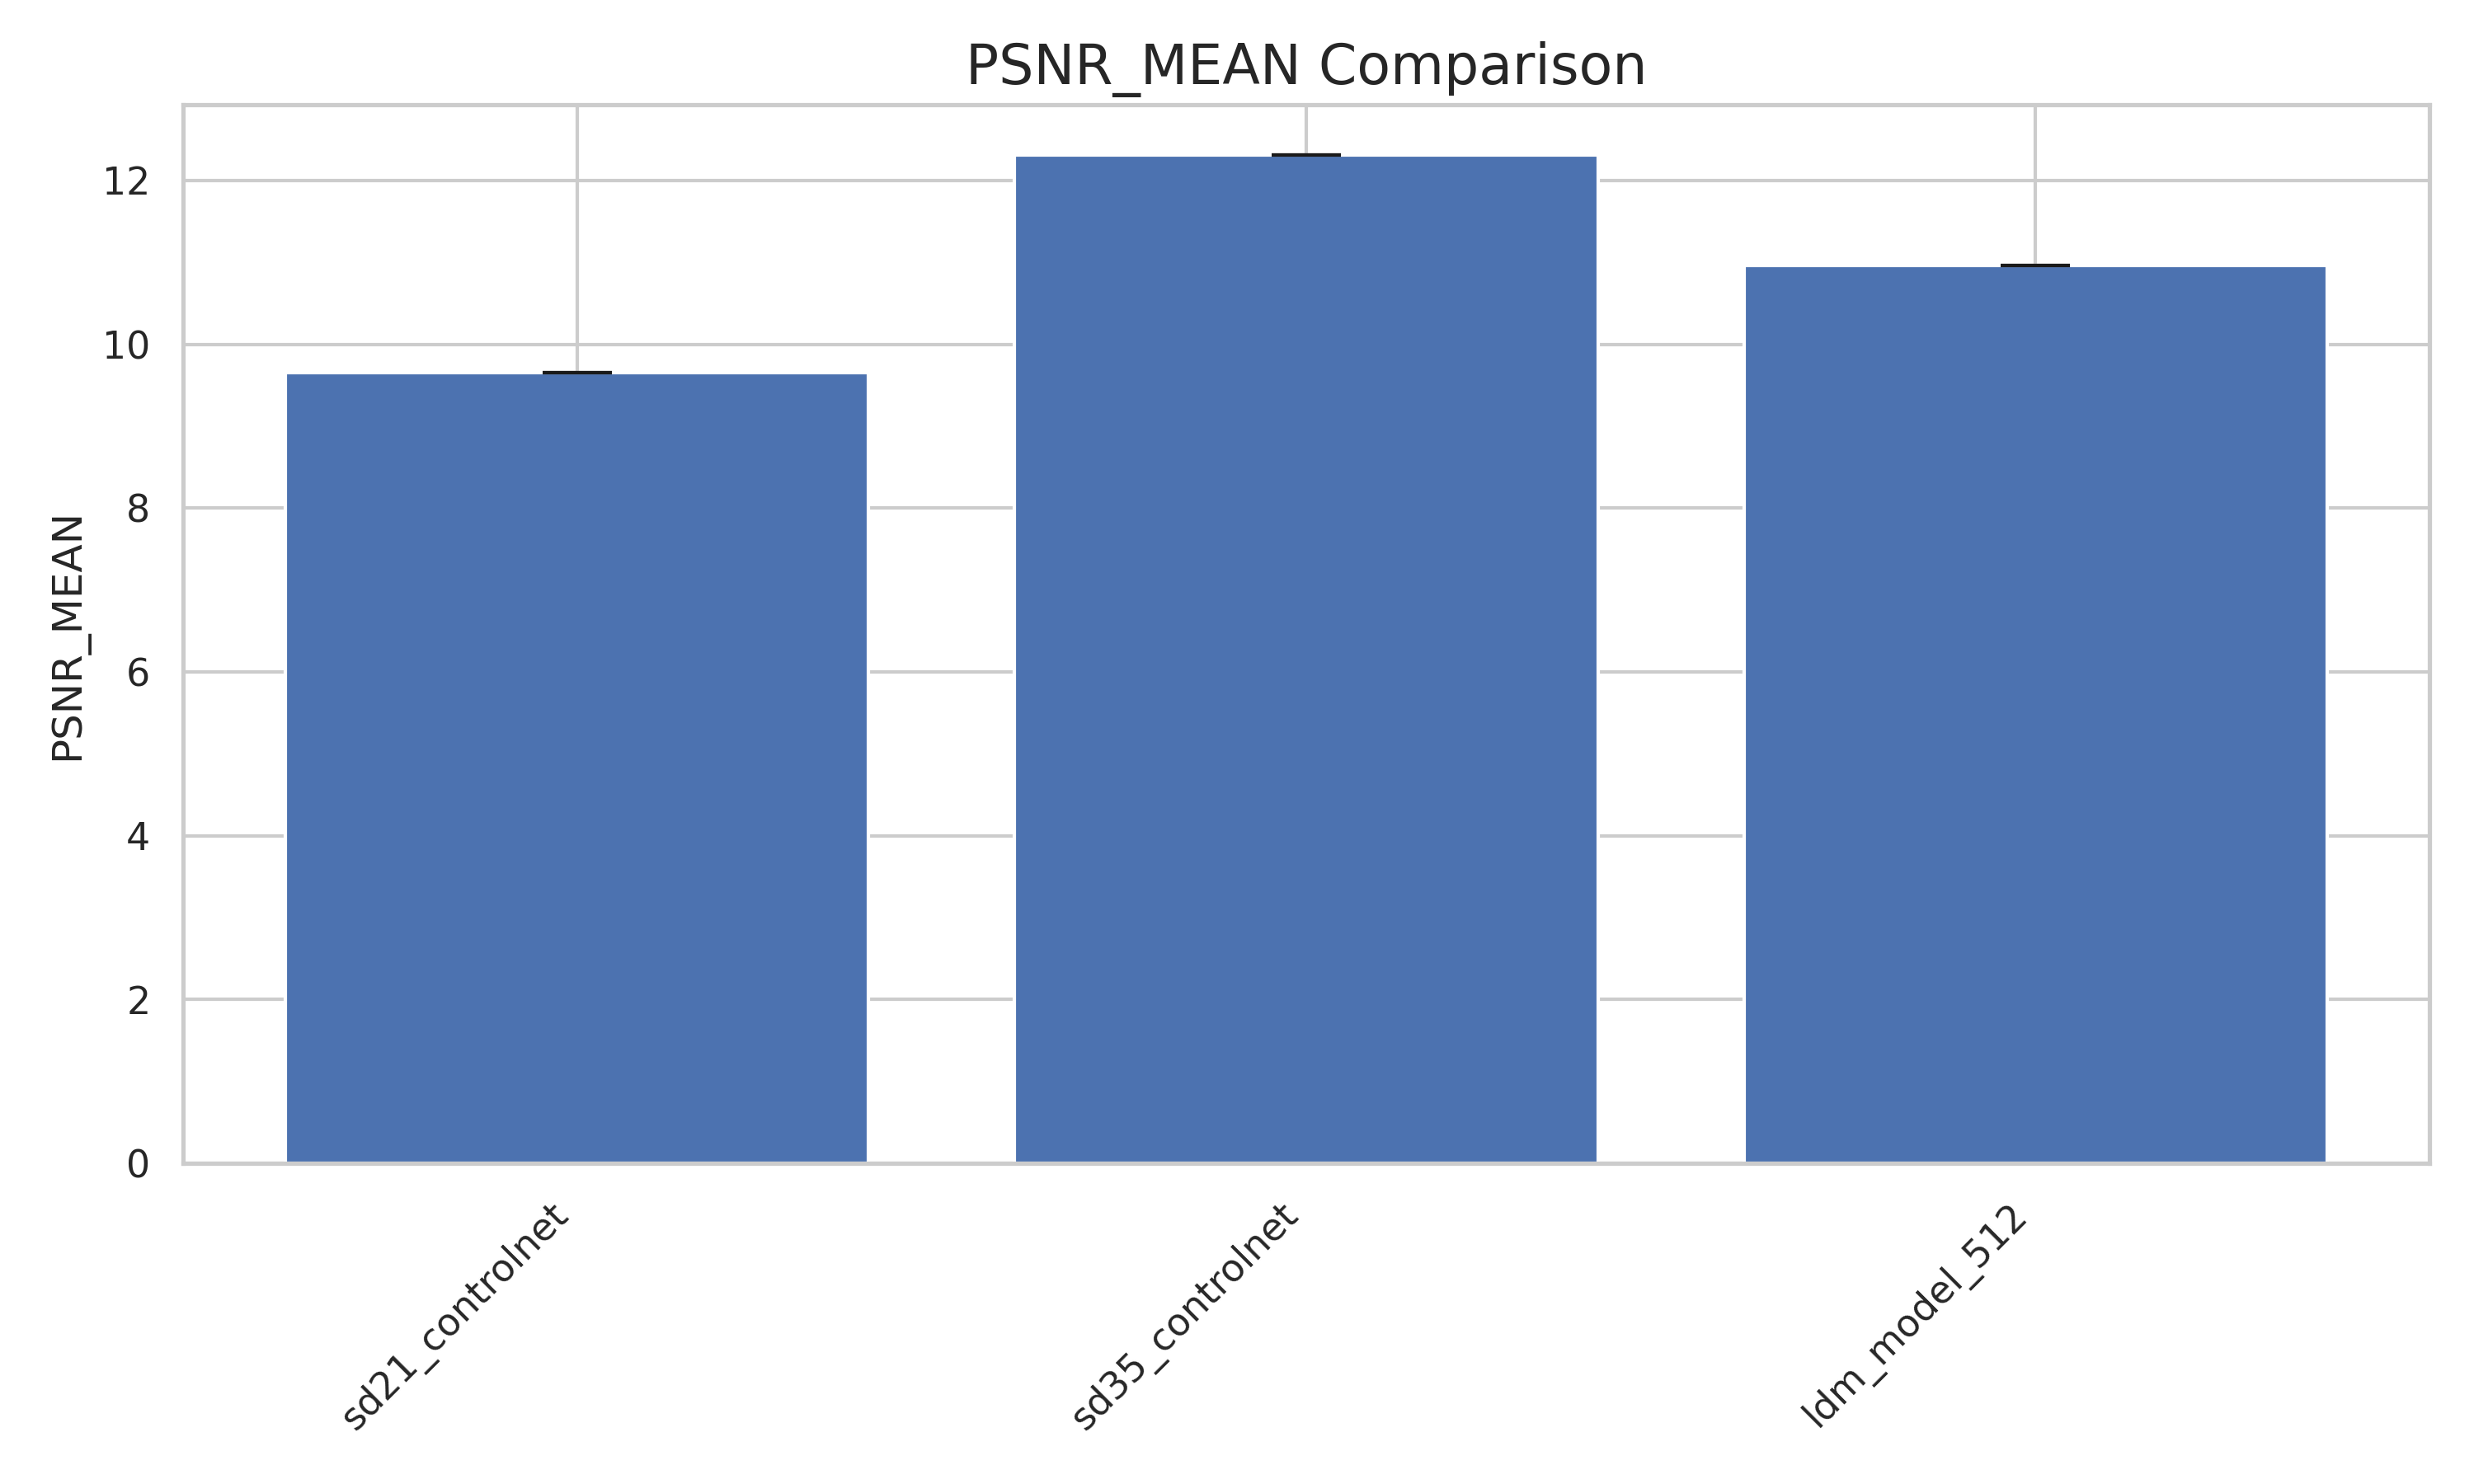 PSNR_MEAN Comparison
PSNR_MEAN
12
10
8
6
4
2
0
sd21_controlnet
sd35_controlnet
ldm_model_512